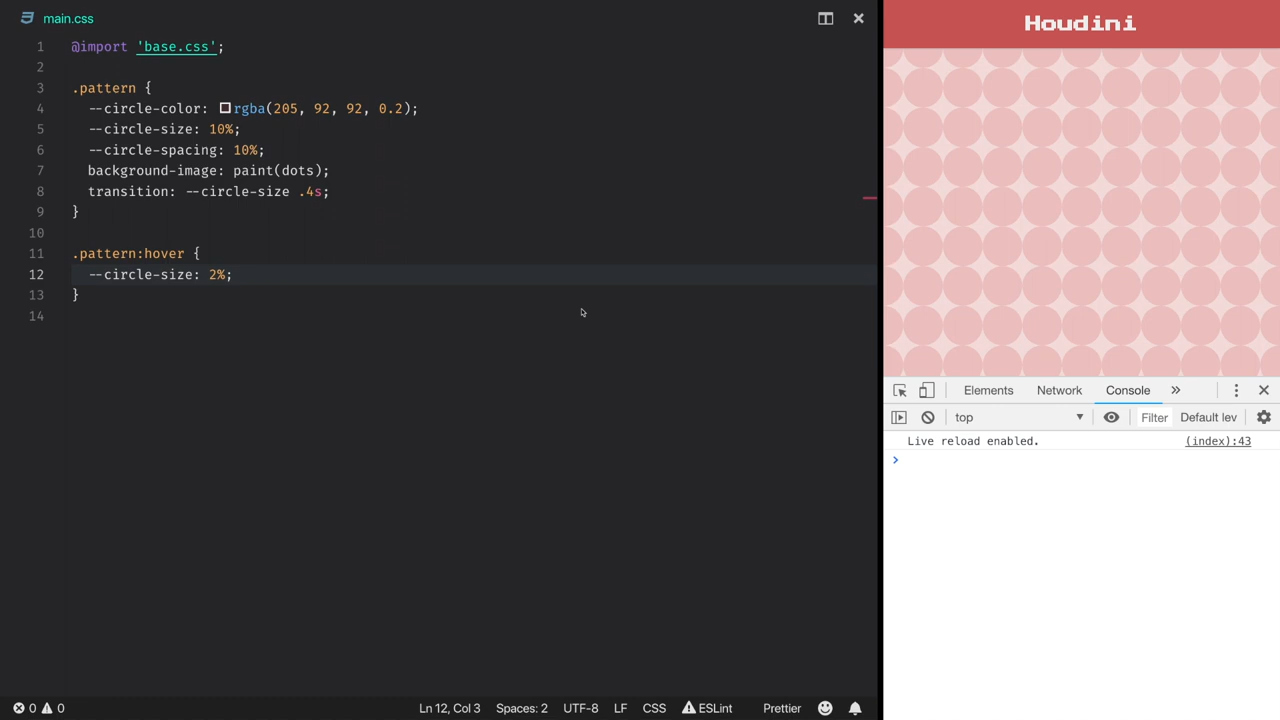 main.css
1 @import 'base.css';
2
3 .pattern {
4 --circle-color: rgba(205, 92, 92, 0.2);
5 --circle-size: 10%;
6 --circle-spacing: 10%;
7 background-image: paint(dots);
8 transition: --circle-size .4s;
9 }
10
11 .pattern:hover {
12 --circle-size: 2%;
13 }
14
0 0 Ln 12, Col 3 Spaces: 2 UTF-8 LF CSS ESLint Prettier
Houdini
Elements Network Console »
top Filter Default lev
Live reload enabled. (index):43